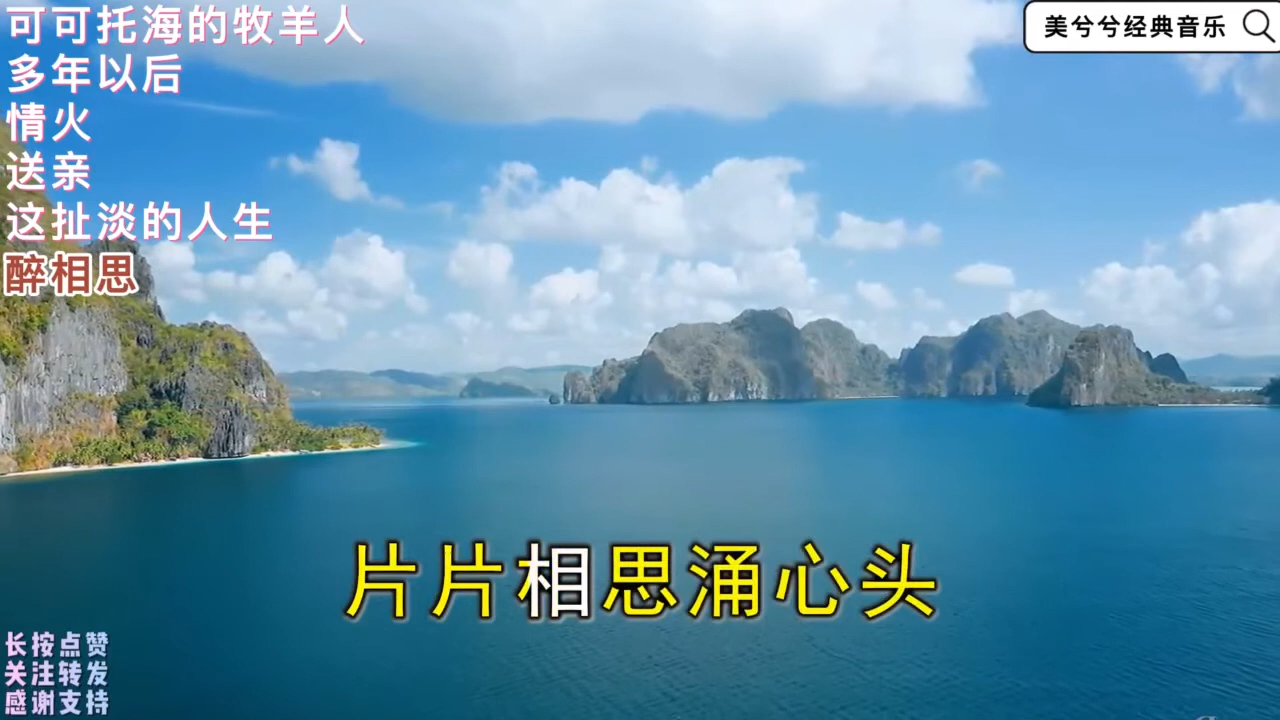 可可托海的牧羊人
多年以后
情火
送亲
这扯淡的人生
醉相思
美兮兮经典音乐
片片相思涌心头
长按点赞
关注转发
感谢支持